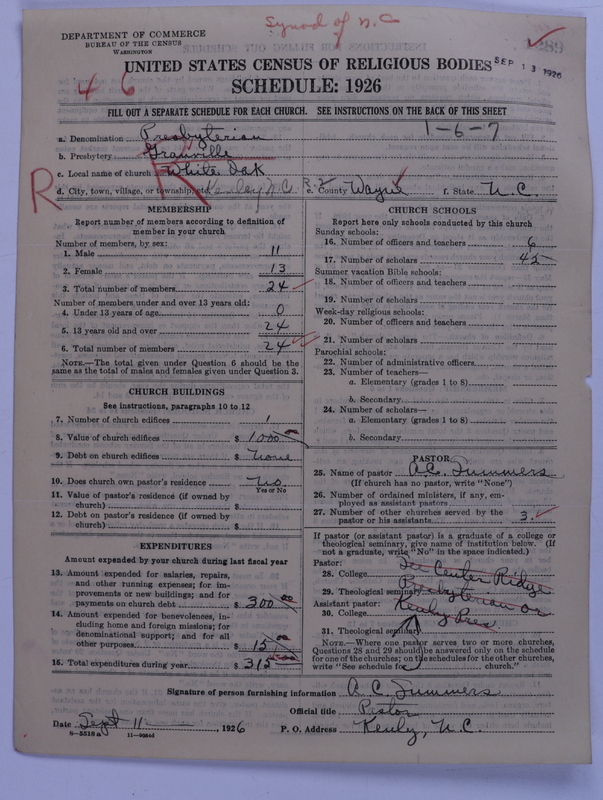 Synod of N.C
DEPARTMENT OF COMMERCE
BUREAU OF THE CENSUS
WASHINGTON
SEP 13 1926
UNITED STATES CENSUS OF RELIGIOUS BODIES
4 6
SCHEDULE: 1926
FILL OUT A SEPARATE SCHEDULE FOR EACH CHURCH. SEE INSTRUCTIONS ON THE BACK OF THIS SHEET
1-6-7
a. Denomination Presbyterian
b. Presbytery Granville
c. Local name of church White Oak
R R
d. City, town, village, or township, etc. Kenly N.C. R.2 e. County Wayne f. State N.C.
MEMBERSHIP
Report number of members according to definition of member in your church
Number of members, by sex:
1. Male 11
2. Female 13
3. Total number of members 24
Number of members under and over 13 years old:
4. Under 13 years of age 0
5. 13 years old and over 24
6. Total number of members 24
NOTE.—The total given under Question 6 should be the same as the total of males and females given under Question 3.
CHURCH BUILDINGS
See instructions, paragraphs 10 to 12
7. Number of church edifices 1
8. Value of church edifices $ 1000.00
9. Debt on church edifices $ None
10. Does church own pastor's residence No
Yes or No
11. Value of pastor's residence (if owned by church) $
12. Debt on pastor's residence (if owned by church) $
EXPENDITURES
Amount expended by your church during last fiscal year
13. Amount expended for salaries, repairs, and other running expenses; for improvements or new buildings; and for payments on church debt $ 300.00
14. Amount expended for benevolences, including home and foreign missions; for denominational support; and for all other purposes $ 15.00
15. Total expenditures during year $ 315.00
CHURCH SCHOOLS
Report here only schools conducted by this church
Sunday schools:
16. Number of officers and teachers 6
17. Number of scholars 45
Summer vacation Bible schools:
18. Number of officers and teachers
19. Number of scholars
Week-day religious schools:
20. Number of officers and teachers
21. Number of scholars
Parochial schools:
22. Number of administrative officers
23. Number of teachers—
a. Elementary (grades 1 to 8)
b. Secondary
24. Number of scholars—
a. Elementary (grades 1 to 8)
b. Secondary
PASTOR
25. Name of pastor A.C. Summers
(If church has no pastor, write "None")
26. Number of ordained ministers, if any, employed as assistant pastors
27. Number of other churches served by the pastor or his assistants 3
If pastor (or assistant pastor) is a graduate of a college or theological seminary, give name of institution below. (If not a graduate, write "No" in the space indicated.)
Pastor:
28. College See Center Ridge
29. Theological seminary Presbyterian or
Assistant pastor: Kenly Pres
30. College
31. Theological seminary
NOTE.—Where one pastor serves two or more churches, Questions 28 and 29 should be answered only on the schedule for one of the churches; on the schedules for the other churches, write "See schedule for church."
Signature of person furnishing information A. C. Summers
Official title Pastor
Date Sept 11, 1926 P. O. Address Kenly, N.C.
8-5518a